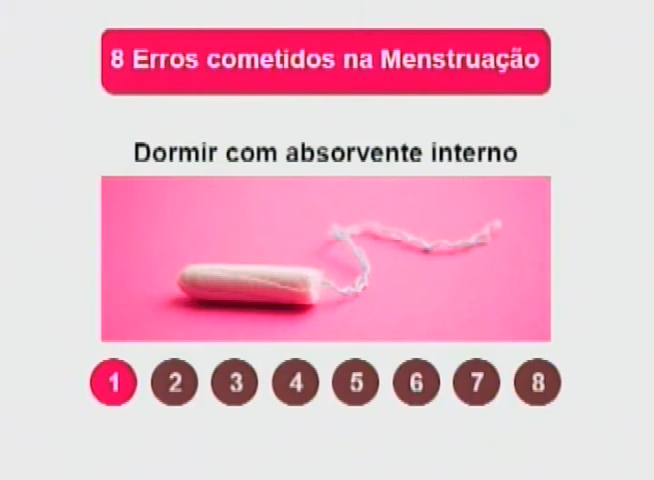 8 Erros cometidos na Menstruação
Dormir com absorvente interno
1 2 3 4 5 6 7 8